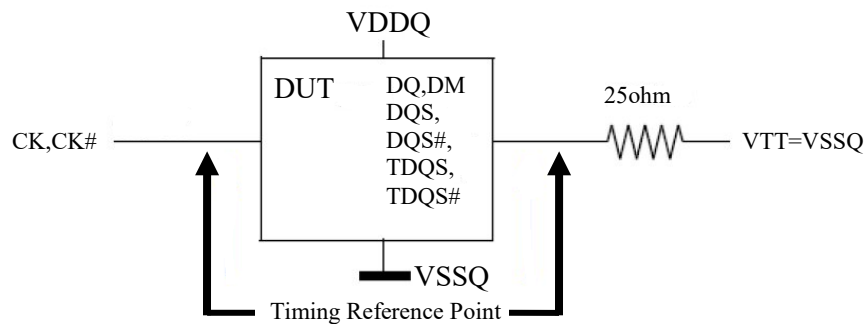 VDDQ
DUT
DQ,DM
DQS,
DQS#,
TDQS,
TDQS#
25ohm
CK,CK#
VTT=VSSQ
VSSQ
Timing Reference Point